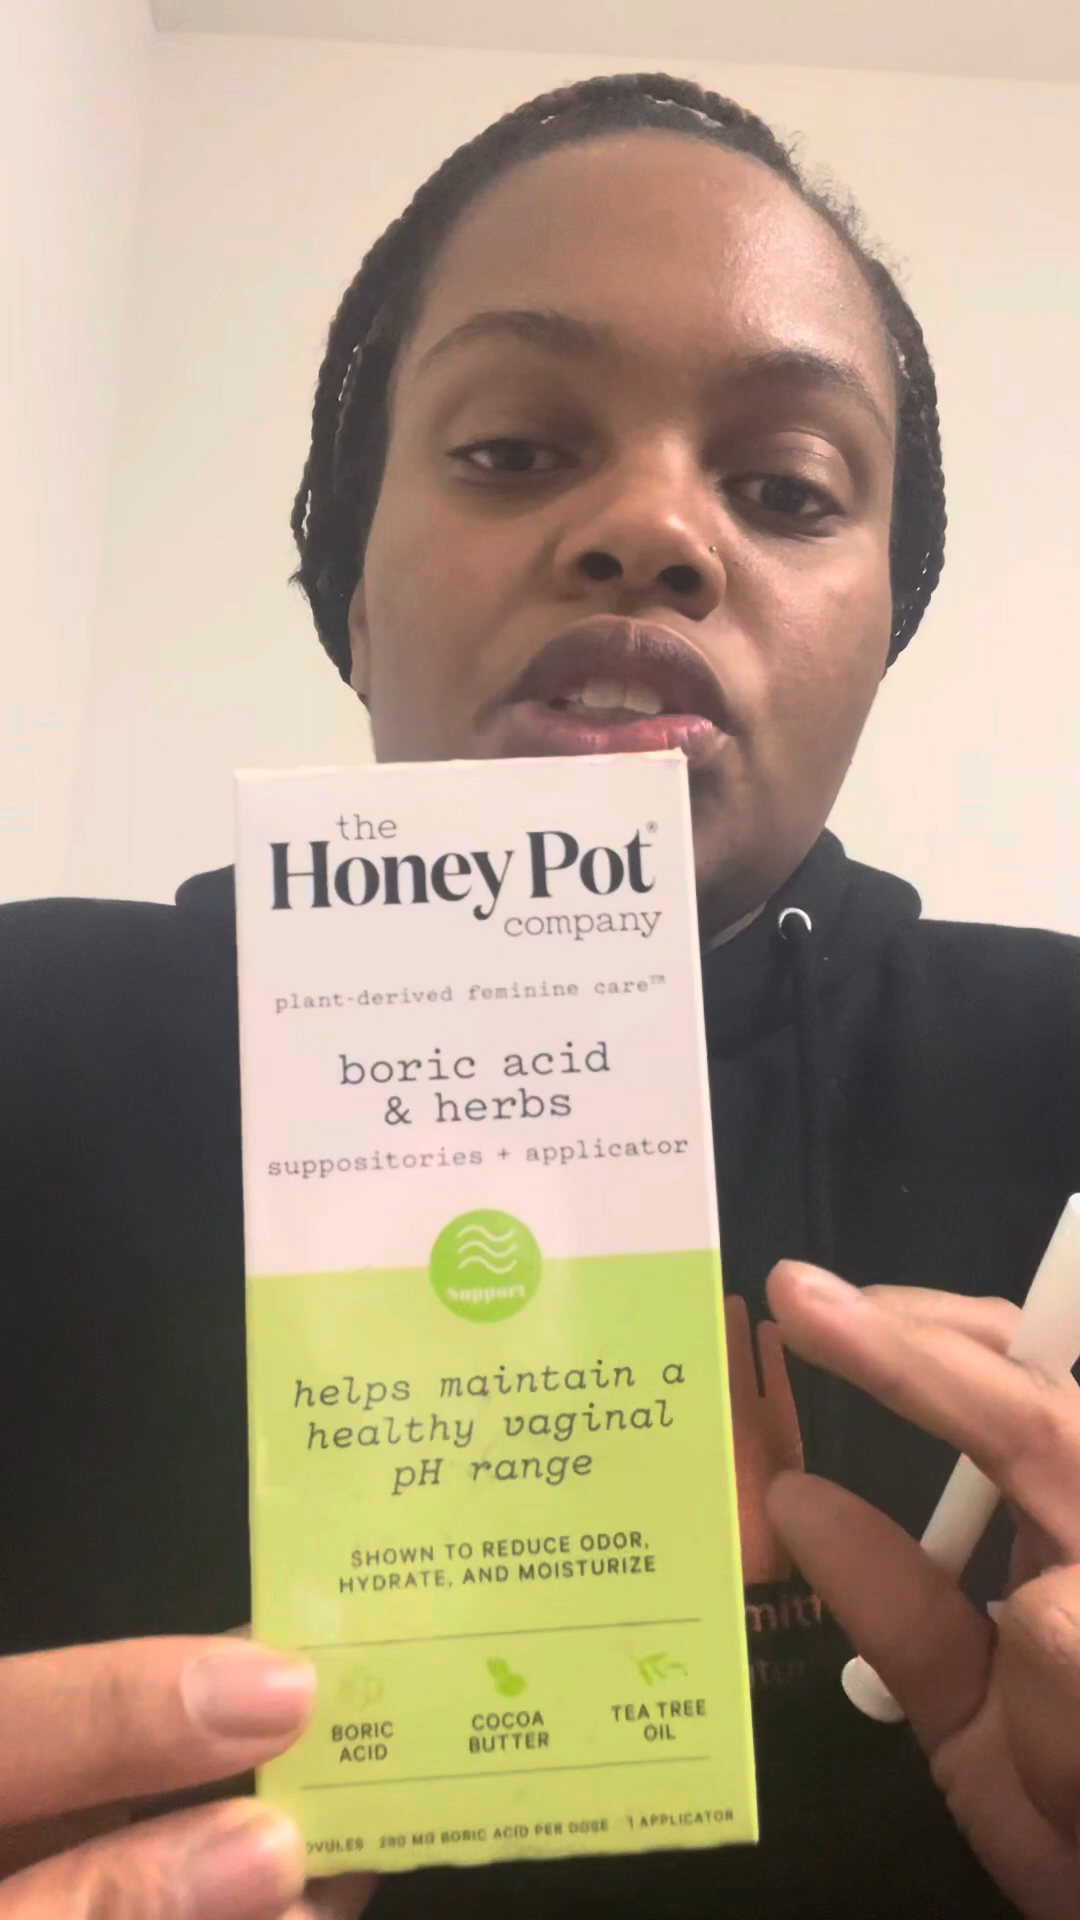 the
Honey Pot®
company
plant-derived feminine care™
boric acid
& herbs
suppositories + applicator
support
helps maintain a
healthy vaginal
pH range
SHOWN TO REDUCE ODOR,
HYDRATE, AND MOISTURIZE
BORIC
ACID
COCOA
BUTTER
TEA TREE
OIL
OVULES 280 MG BORIC ACID PER DOSE 1 APPLICATOR